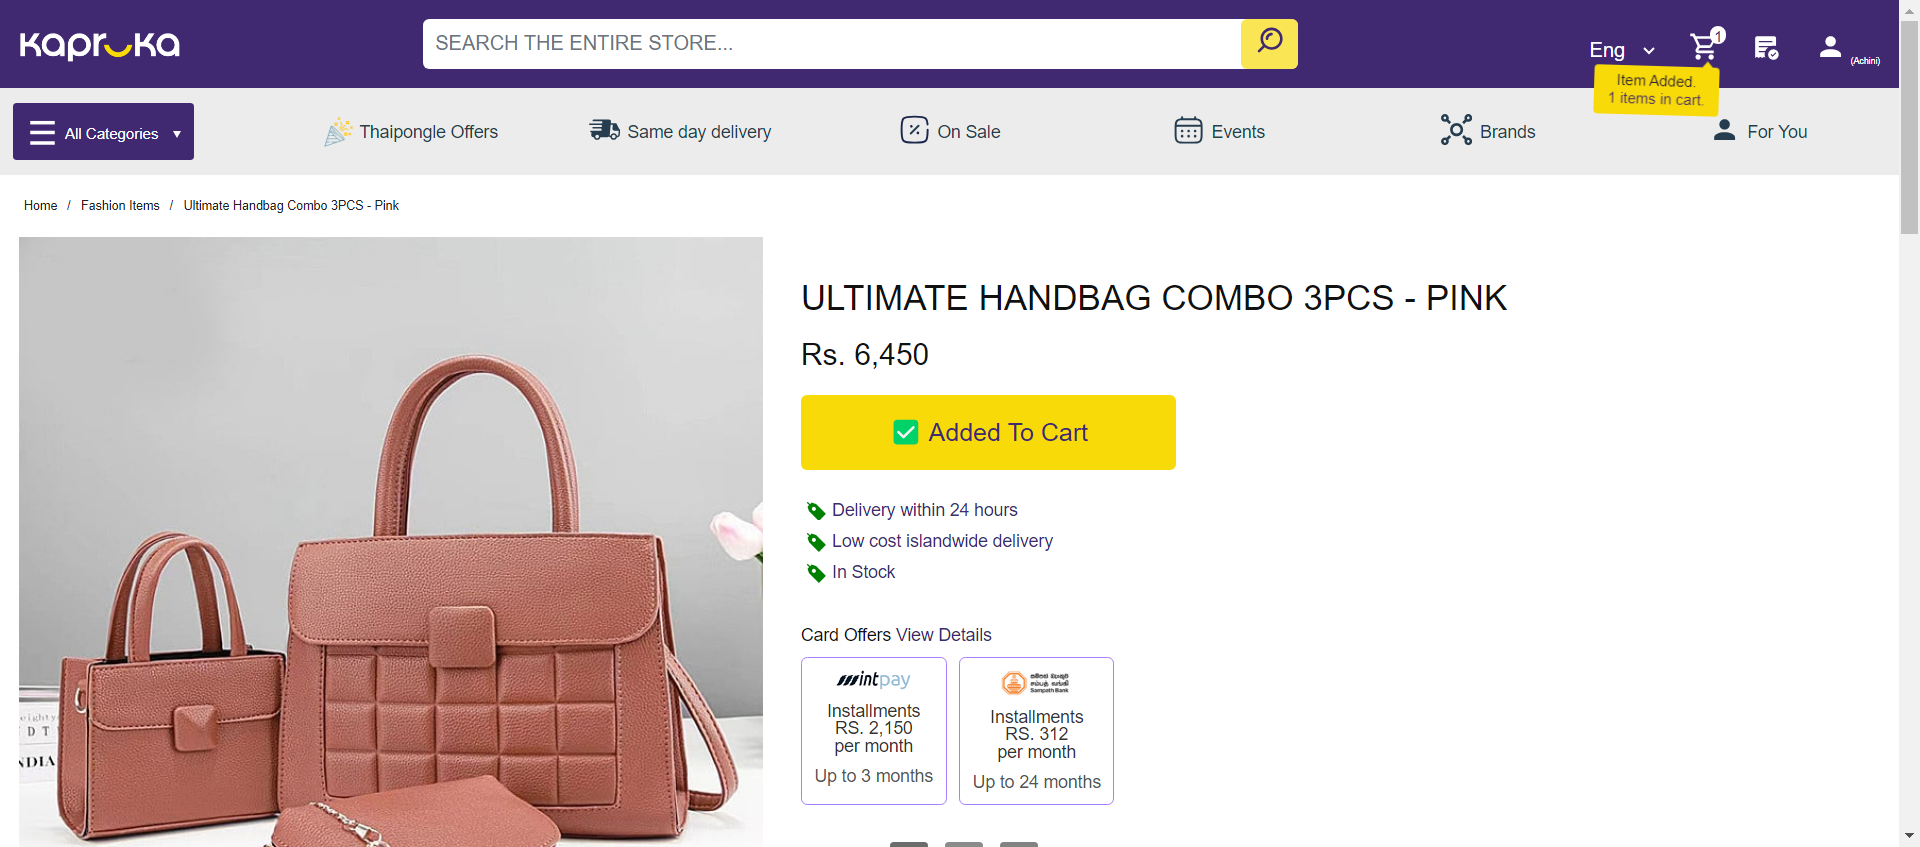 Kapruka
SEARCH THE ENTIRE STORE...
Eng
1
(Achini)
Item Added.
1 items in cart.
All Categories ▼
Thaipongle Offers
Same day delivery
On Sale
Events
Brands
For You
Home / Fashion Items / Ultimate Handbag Combo 3PCS - Pink
ULTIMATE HANDBAG COMBO 3PCS - PINK
Rs. 6,450
Added To Cart
Delivery within 24 hours
Low cost islandwide delivery
In Stock
Card Offers View Details
mintpay
Installments
RS. 2,150
per month
Up to 3 months
Sampath Bank
Installments
RS. 312
per month
Up to 24 months